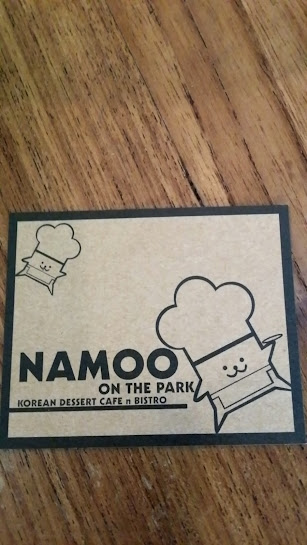 NAMOO
ON THE PARK
KOREAN DESSERT CAFE n BISTRO